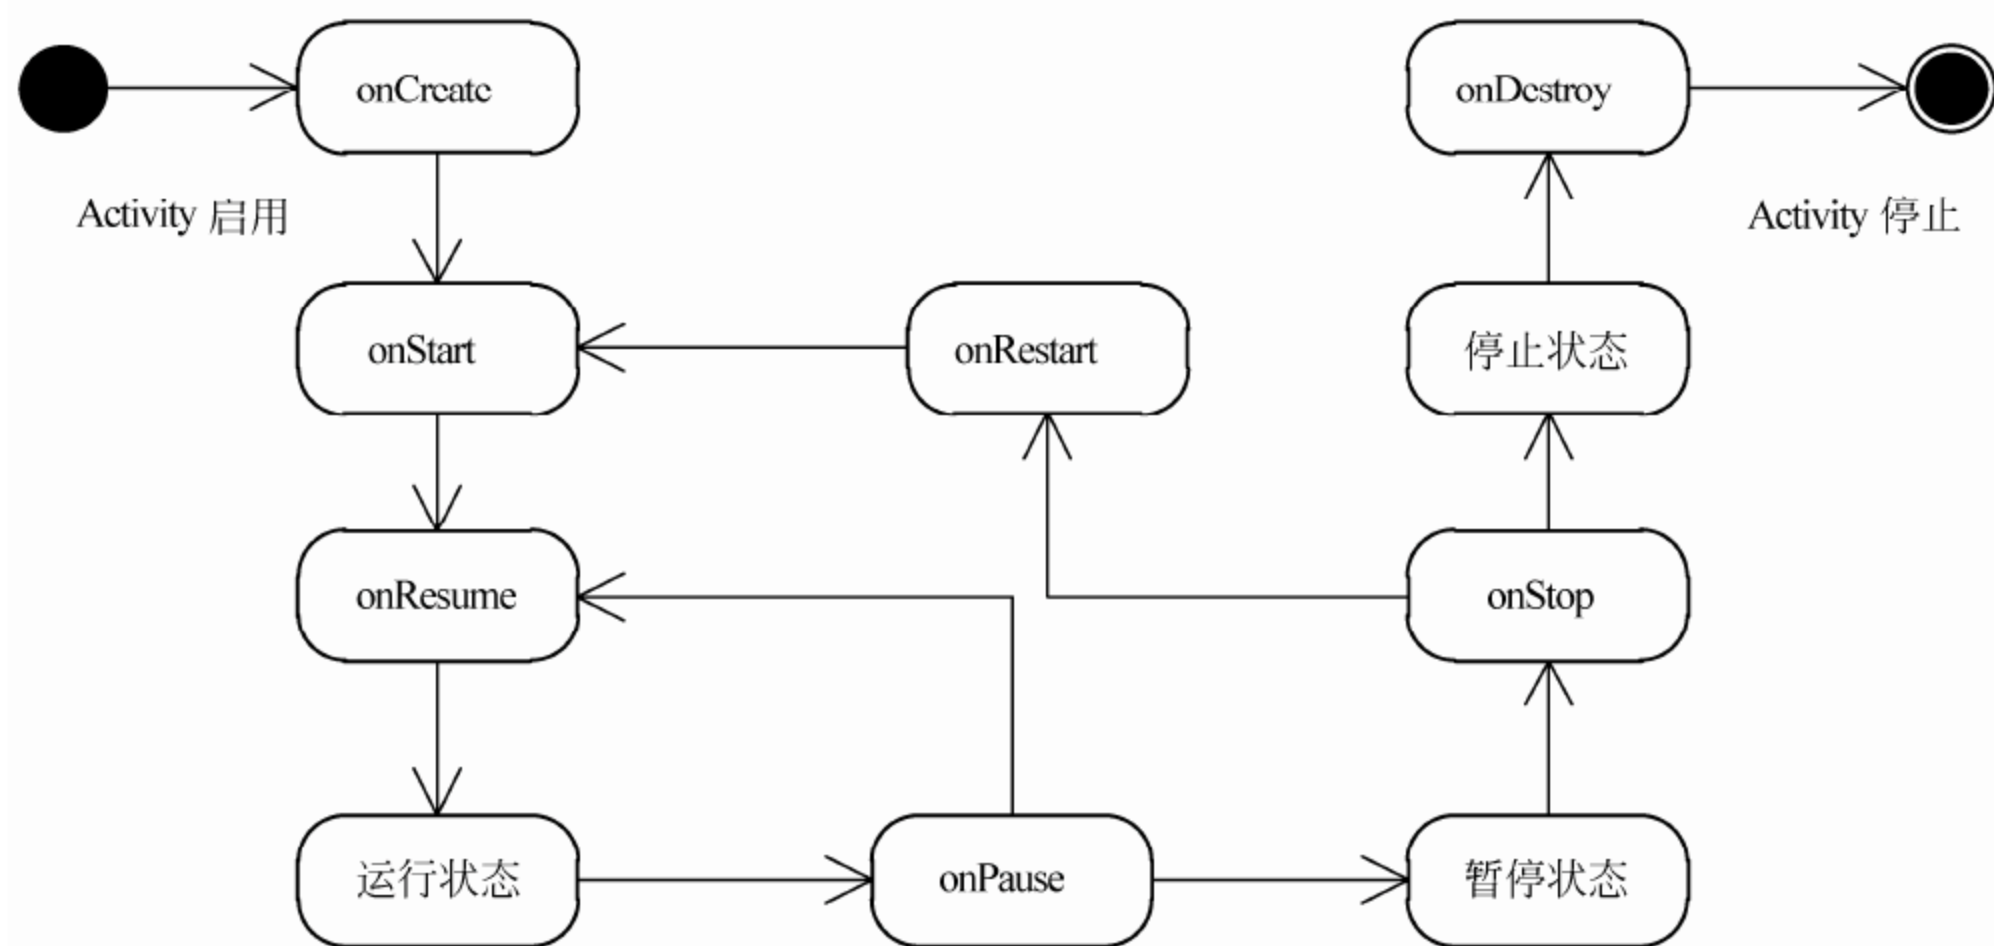 onCreate
onDestroy
Activity 启用
Activity 停止
onStart
onRestart
停止状态
onResume
onStop
运行状态
onPause
暂停状态